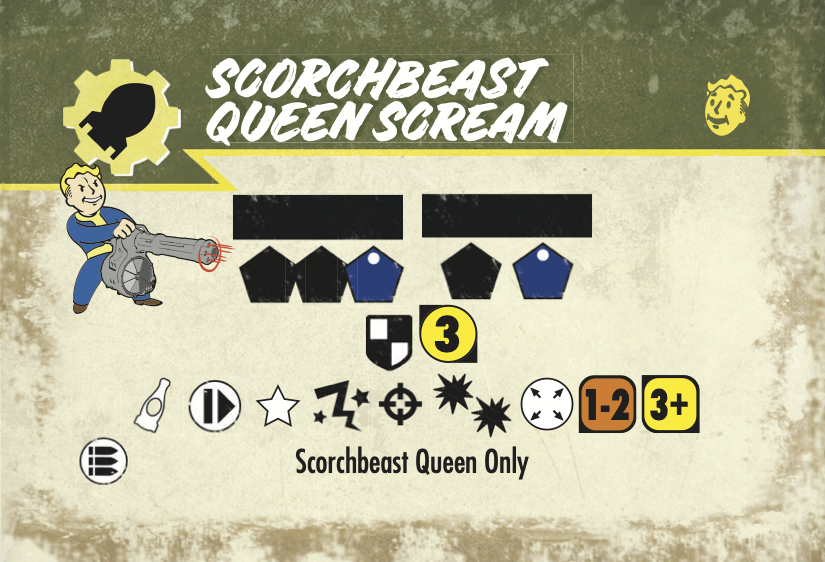 SCORCHBEAST
QUEEN SCREAM
3
1-2 3+
Scorchbeast Queen Only